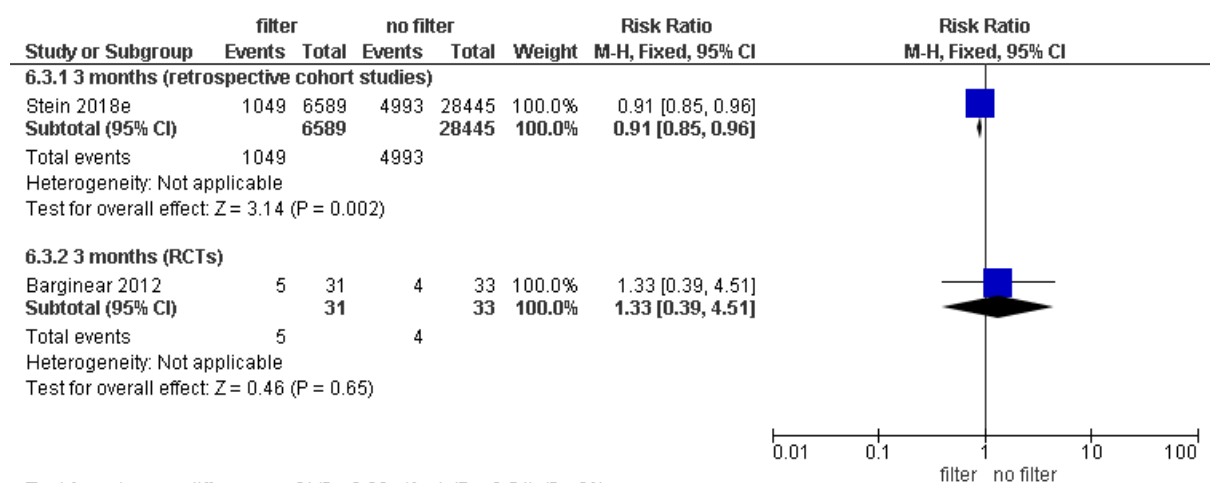 filter no filter Risk Ratio Risk Ratio
Study or Subgroup Events Total Events Total Weight M-H, Fixed, 95% CI M-H, Fixed, 95% CI
6.3.1 3 months (retrospective cohort studies)
Stein 2018e 1049 6589 4993 28445 100.0% 0.91 [0.85, 0.96]
Subtotal (95% CI) 6589 28445 100.0% 0.91 [0.85, 0.96]
Total events 1049 4993
Heterogeneity: Not applicable
Test for overall effect: Z = 3.14 (P = 0.002)
6.3.2 3 months (RCTs)
Barginear 2012 5 31 4 33 100.0% 1.33 [0.39, 4.51]
Subtotal (95% CI) 31 33 100.0% 1.33 [0.39, 4.51]
Total events 5 4
Heterogeneity: Not applicable
Test for overall effect: Z = 0.46 (P = 0.65)
0.01 0.1 1 10 100
filter no filter